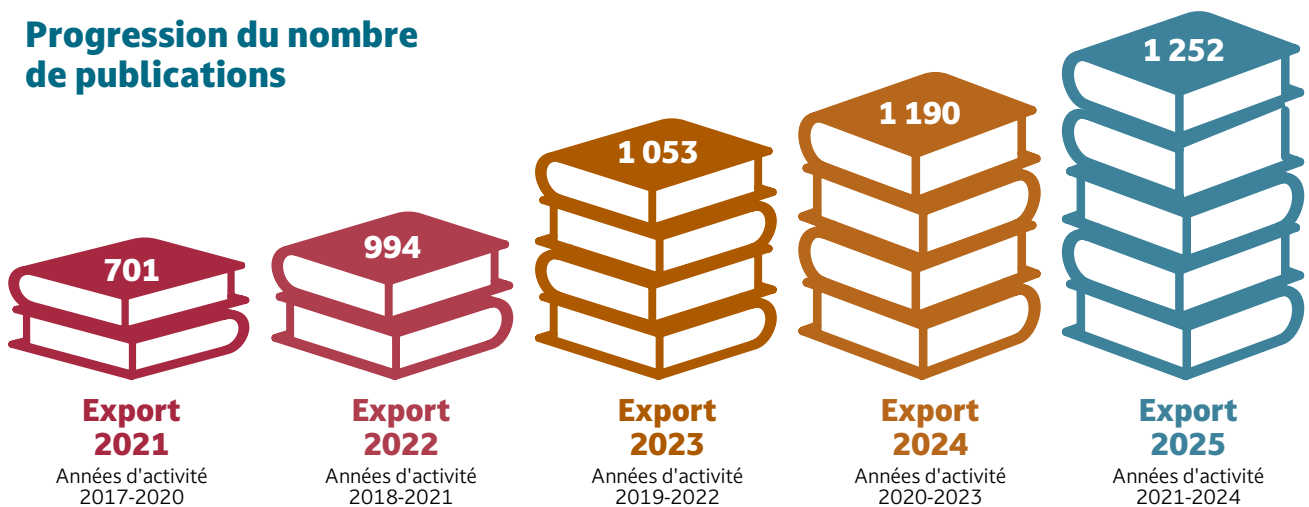 Progression du nombre
de publications
701
994
1 053
1 190
1 252
Export
2021
Années d'activité
2017-2020
Export
2022
Années d'activité
2018-2021
Export
2023
Années d'activité
2019-2022
Export
2024
Années d'activité
2020-2023
Export
2025
Années d'activité
2021-2024